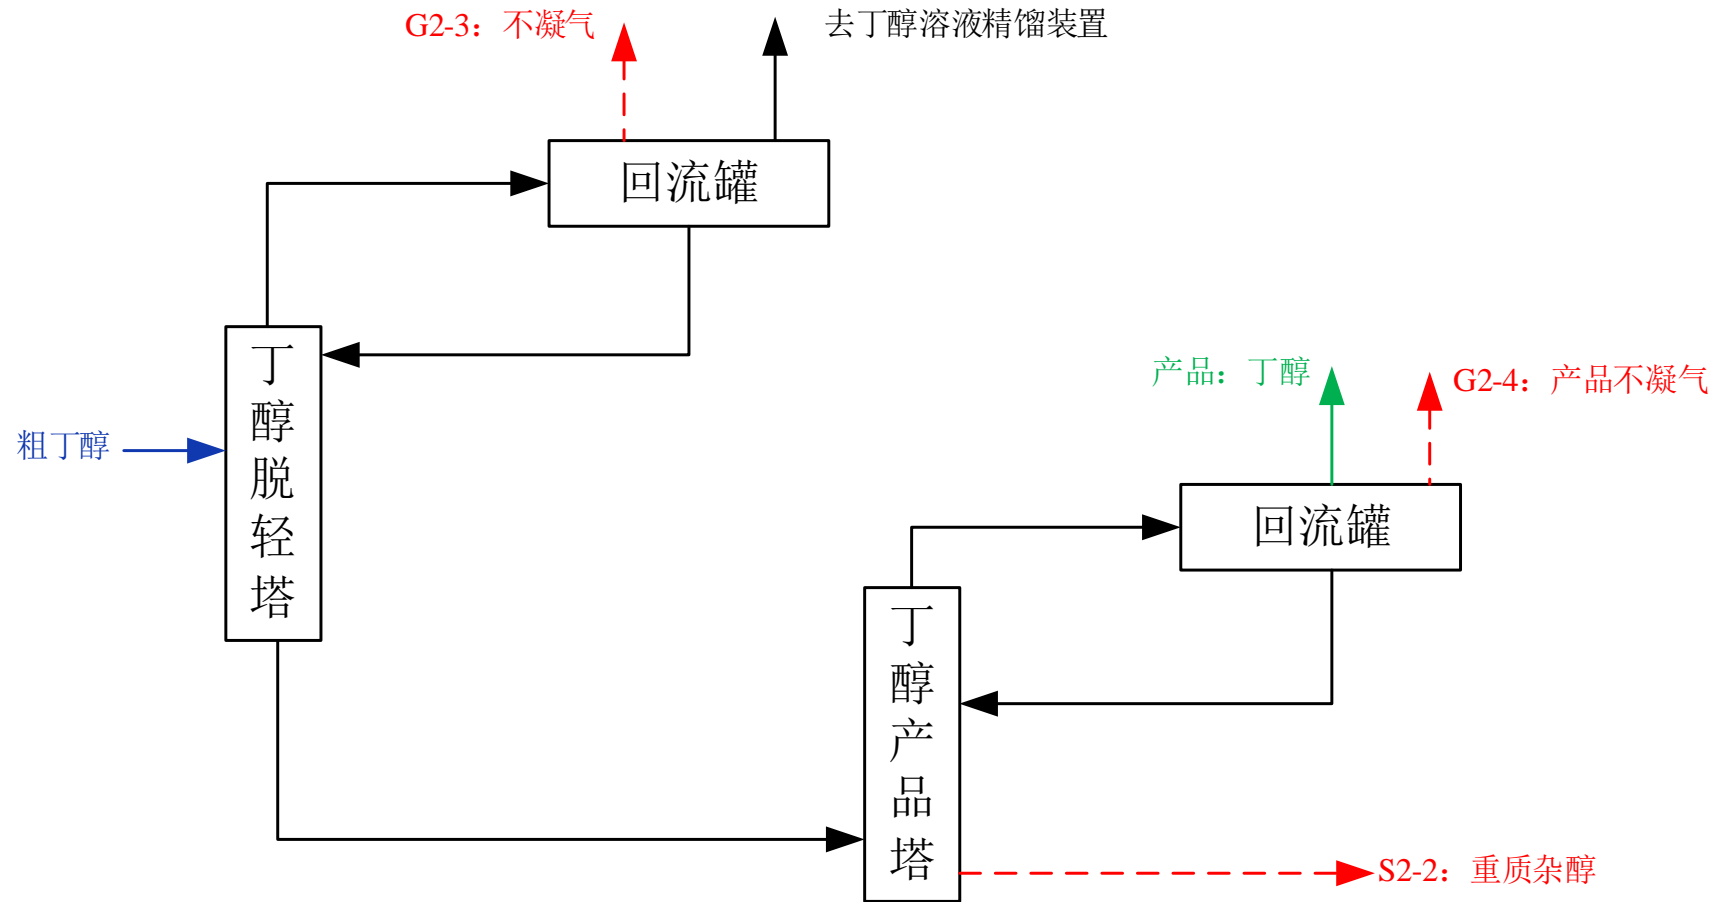 G2-3：不凝气
去丁醇溶液精馏装置
回流罐
丁醇脱轻塔
粗丁醇
产品：丁醇
G2-4：产品不凝气
回流罐
丁醇产品塔
S2-2：重质杂醇